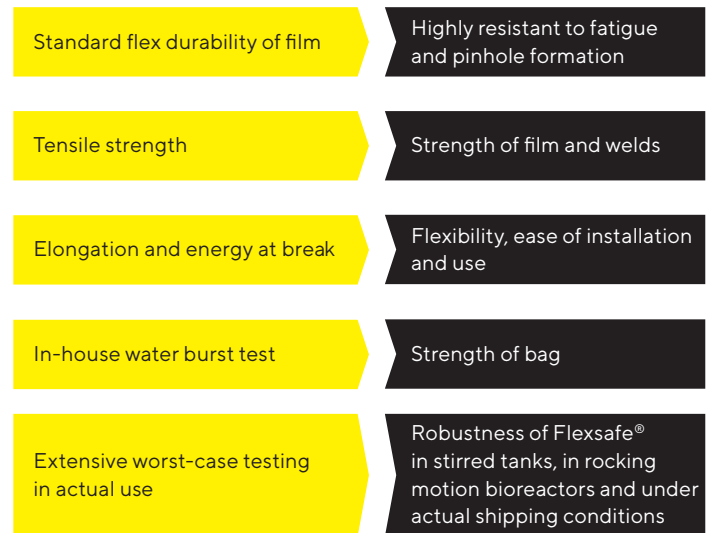 Standard flex durability of film
Highly resistant to fatigue
and pinhole formation
Tensile strength
Strength of film and welds
Elongation and energy at break
Flexibility, ease of installation
and use
In-house water burst test
Strength of bag
Extensive worst-case testing
in actual use
Robustness of Flexsafe®
in stirred tanks, in rocking
motion bioreactors and under
actual shipping conditions